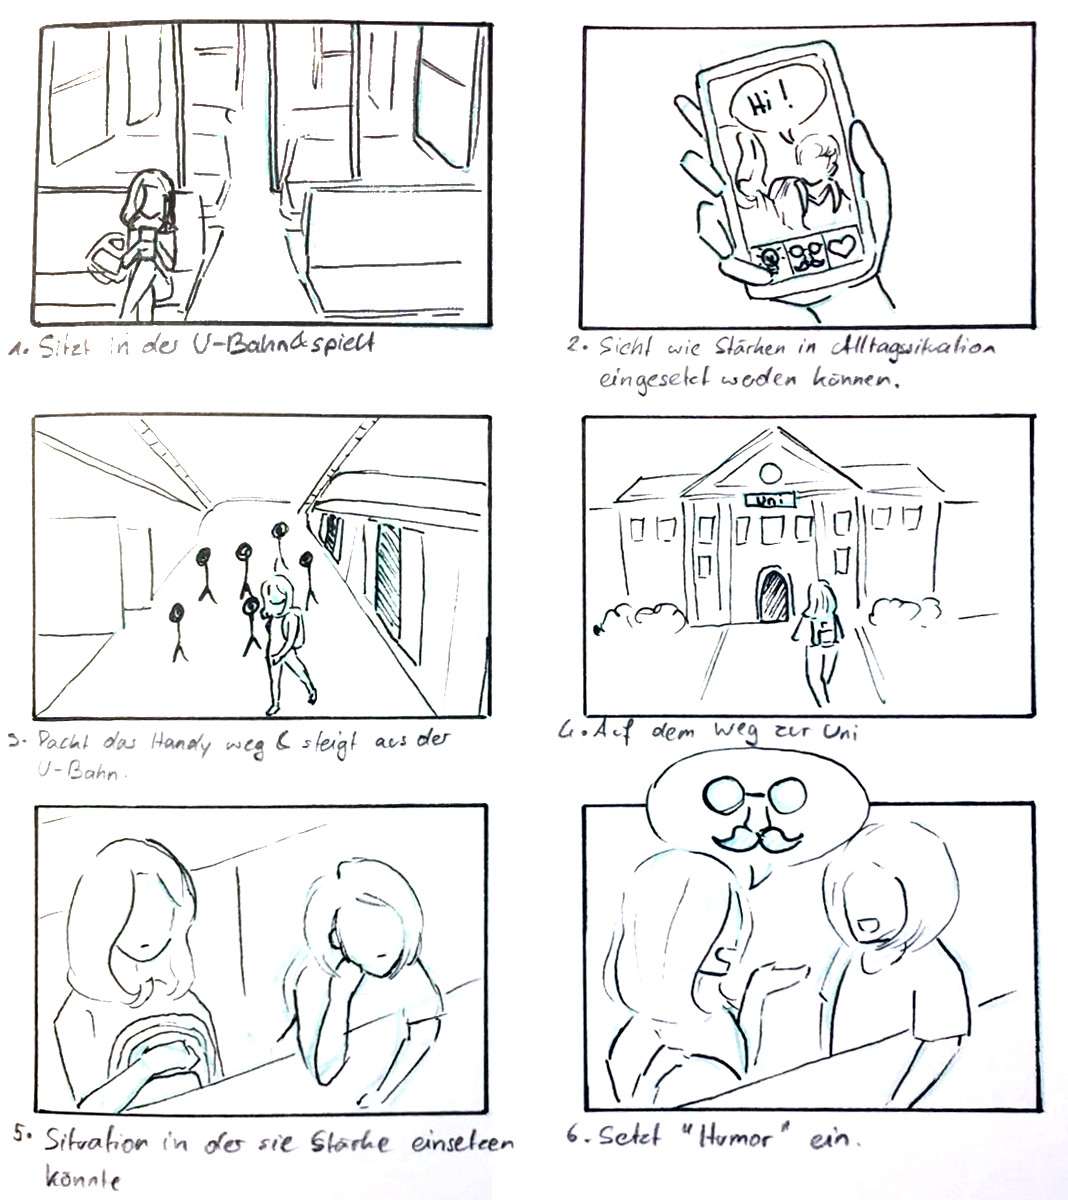 1. Sitzt in der U-Bahn & spielt
Hi!
2. Sieht wie Stärken in Alltagssituation
eingesetzt werden können.
3. Packt das Handy weg & steigt aus der
U-Bahn.
Uni
4. Auf dem Weg zur Uni
5. Situation in der sie Stärke einsetzen
könnte
6. Setzt "Humor" ein.